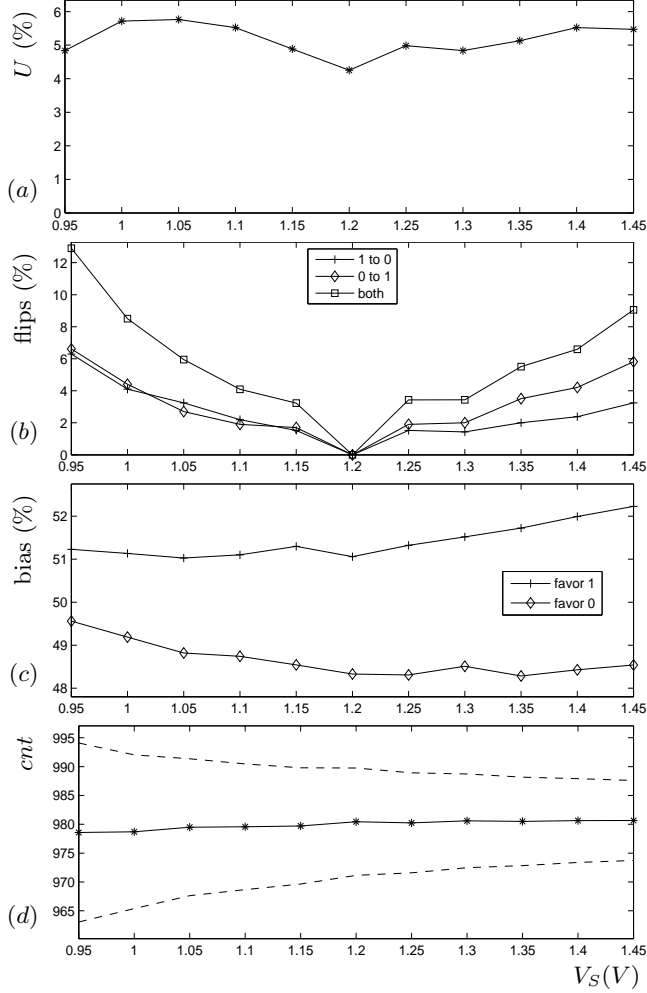 U (%)
6
5
4
3
2
1
0
0.95 1 1.05 1.1 1.15 1.2 1.25 1.3 1.35 1.4 1.45
(a)
flips (%)
12
10
8
6
4
2
0
1 to 0
0 to 1
both
0.95 1 1.05 1.1 1.15 1.2 1.25 1.3 1.35 1.4 1.45
(b)
bias (%)
52
51
50
49
48
favor 1
favor 0
0.95 1 1.05 1.1 1.15 1.2 1.25 1.3 1.35 1.4 1.45
(c)
cnt
995
990
985
980
975
970
965
0.95 1 1.05 1.1 1.15 1.2 1.25 1.3 1.35 1.4 1.45
(d)
V_S(V)